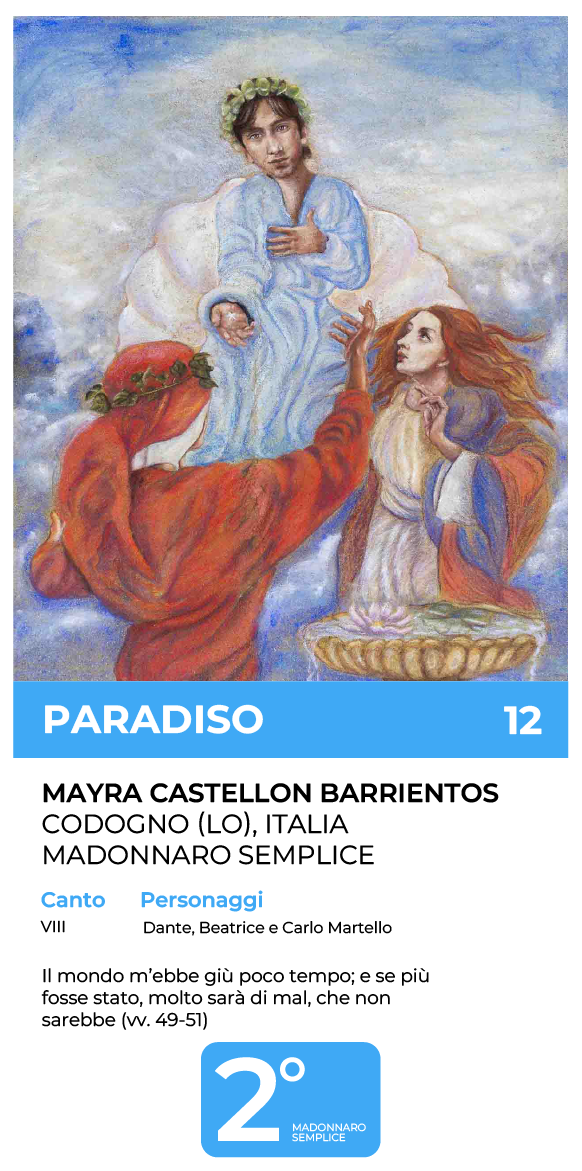 PARADISO 12
MAYRA CASTELLON BARRIENTOS
CODOGNO (LO), ITALIA
MADONNARO SEMPLICE
Canto Personaggi
VIII Dante, Beatrice e Carlo Martello
Il mondo m’ebbe giù poco tempo; e se più
fosse stato, molto sarà di mal, che non
sarebbe (vv. 49-51)
2°
MADONNARO
SEMPLICE